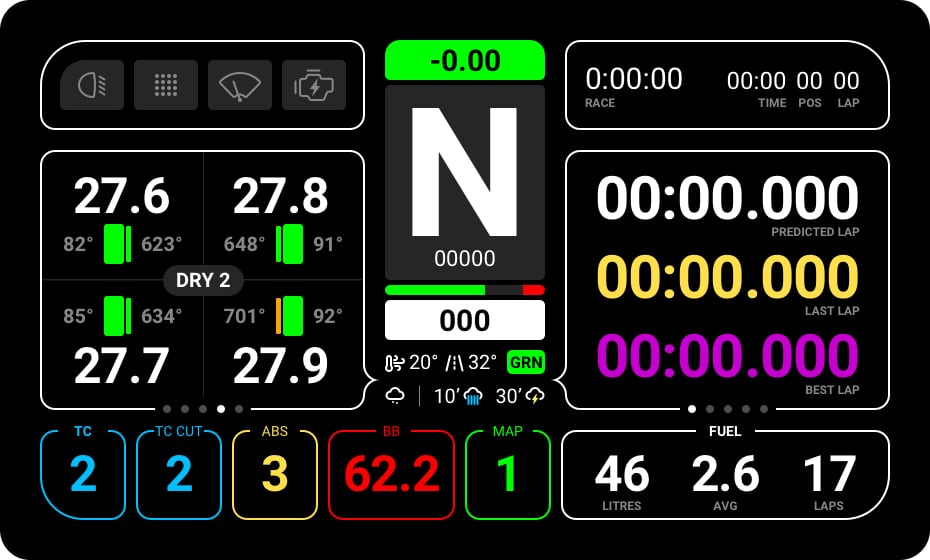 -0.00
N
00000
000
20° 32° GRN
10’ 30’
0:00:00 00:00 00 00
RACE TIME POS LAP
27.6 27.8
82° 623° 648° 91°
DRY 2
85° 634° 701° 92°
27.7 27.9
00:00.000
PREDICTED LAP
00:00.000
LAST LAP
00:00.000
BEST LAP
TC TC CUT ABS BB MAP
2 2 3 62.2 1
FUEL
46 2.6 17
LITRES AVG LAPS